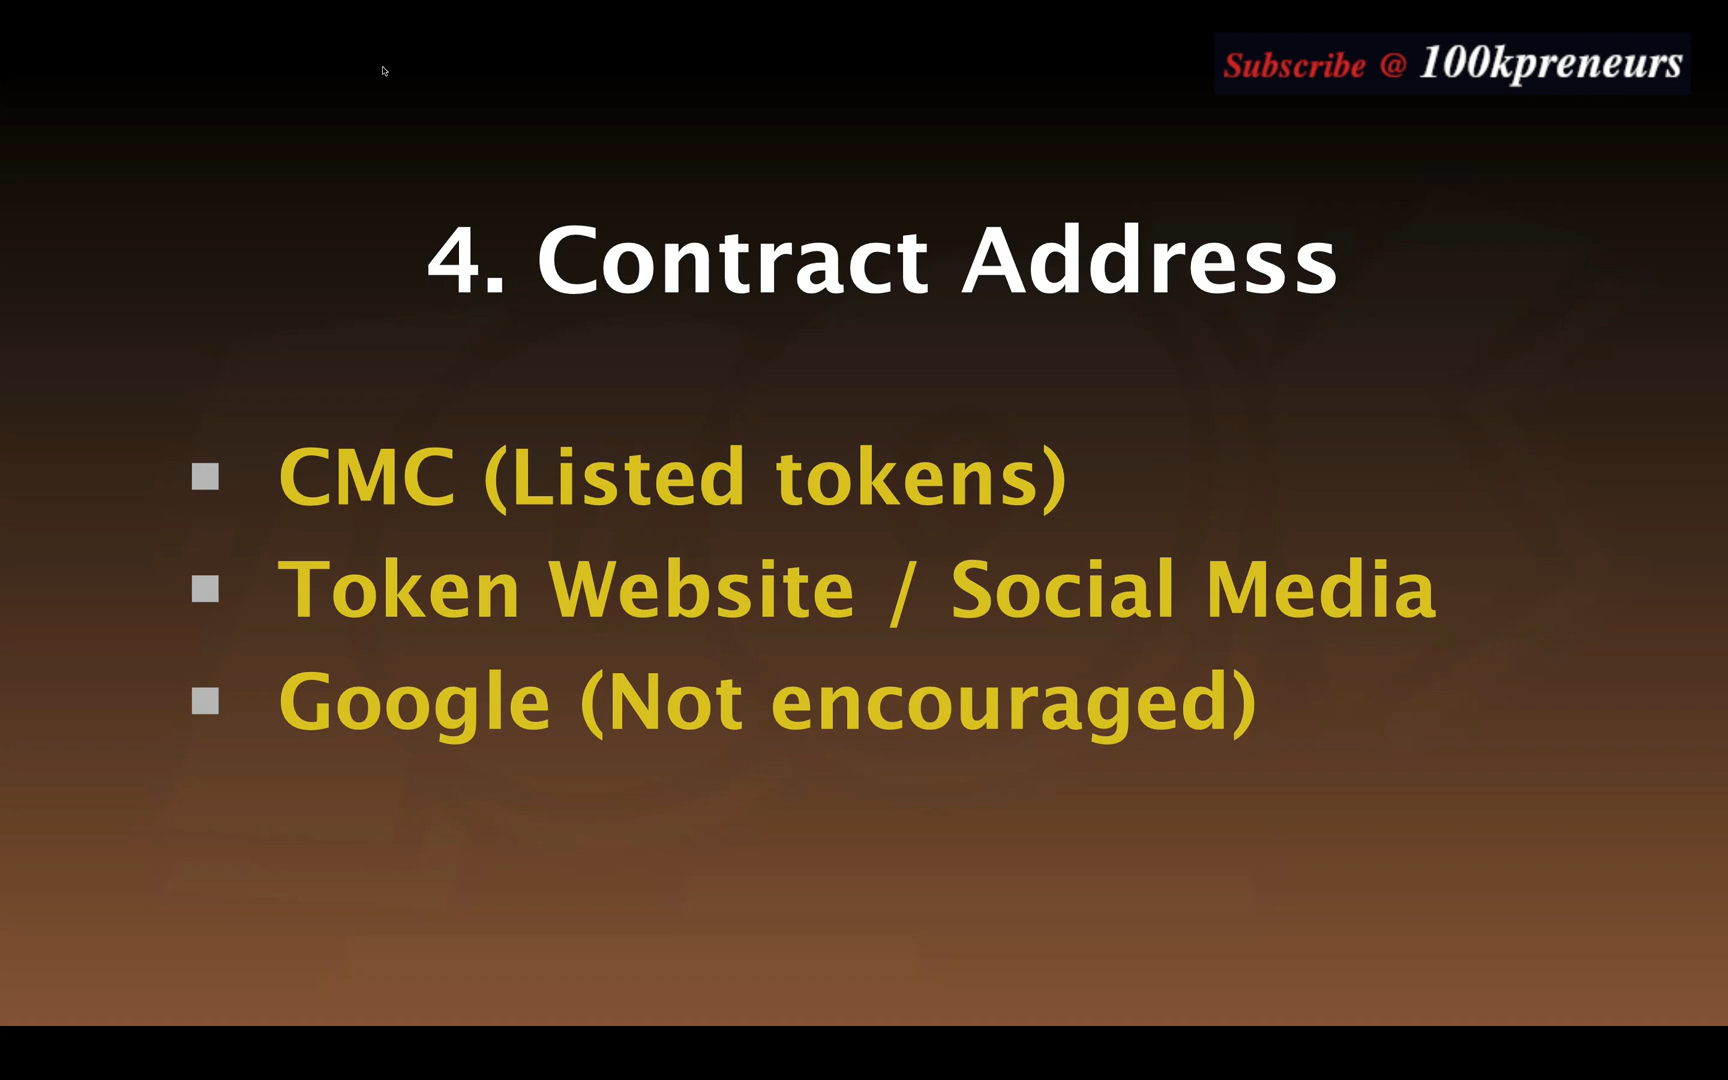 Subscribe @ 100kpreneurs
4. Contract Address
CMC (Listed tokens)
Token Website / Social Media
Google (Not encouraged)